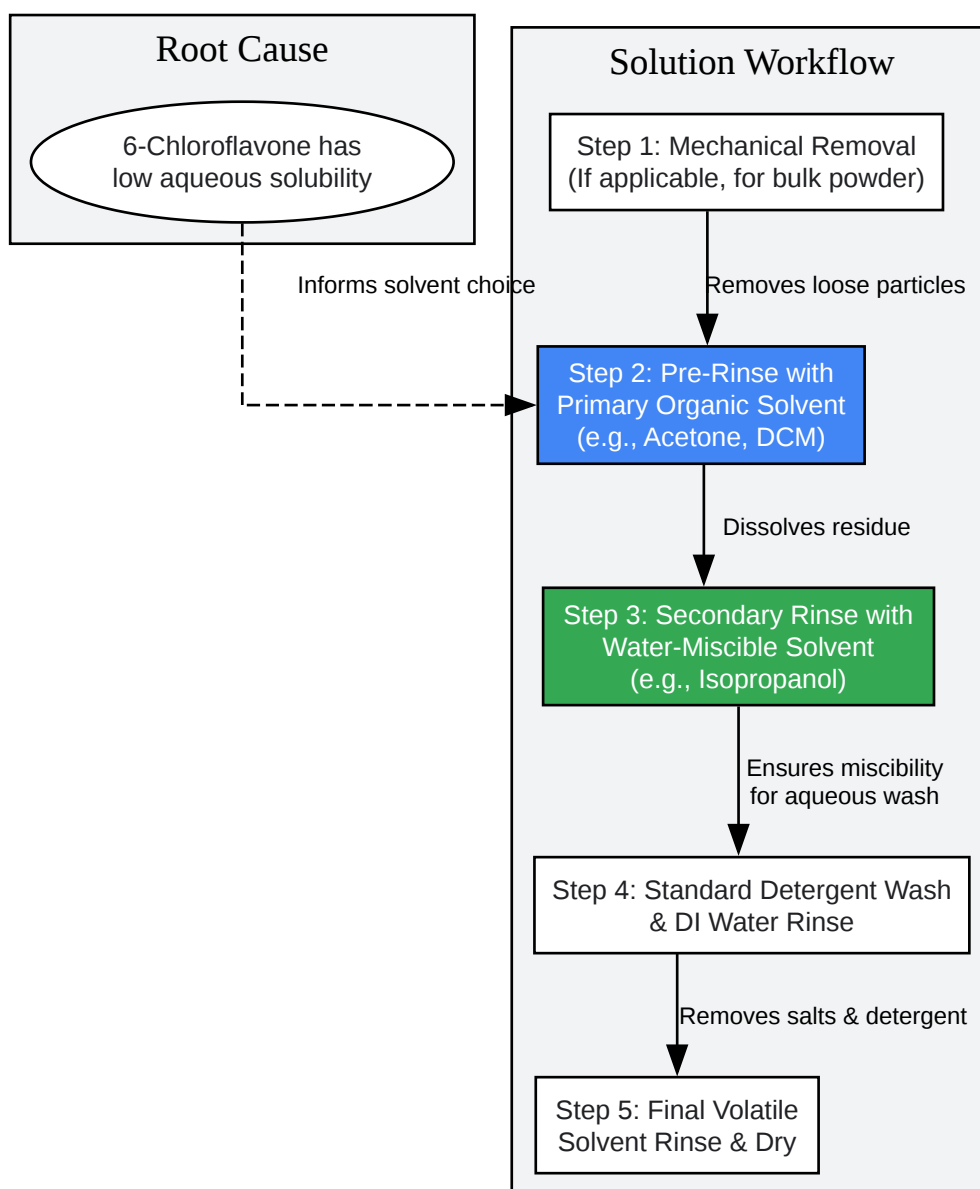 Root Cause
6-Chloroflavone has
low aqueous solubility
Informs solvent choice
Solution Workflow
Step 1: Mechanical Removal
(If applicable, for bulk powder)
Removes loose particles
Step 2: Pre-Rinse with
Primary Organic Solvent
(e.g., Acetone, DCM)
Dissolves residue
Step 3: Secondary Rinse with
Water-Miscible Solvent
(e.g., Isopropanol)
Ensures miscibility
for aqueous wash
Step 4: Standard Detergent Wash
& DI Water Rinse
Removes salts & detergent
Step 5: Final Volatile
Solvent Rinse & Dry